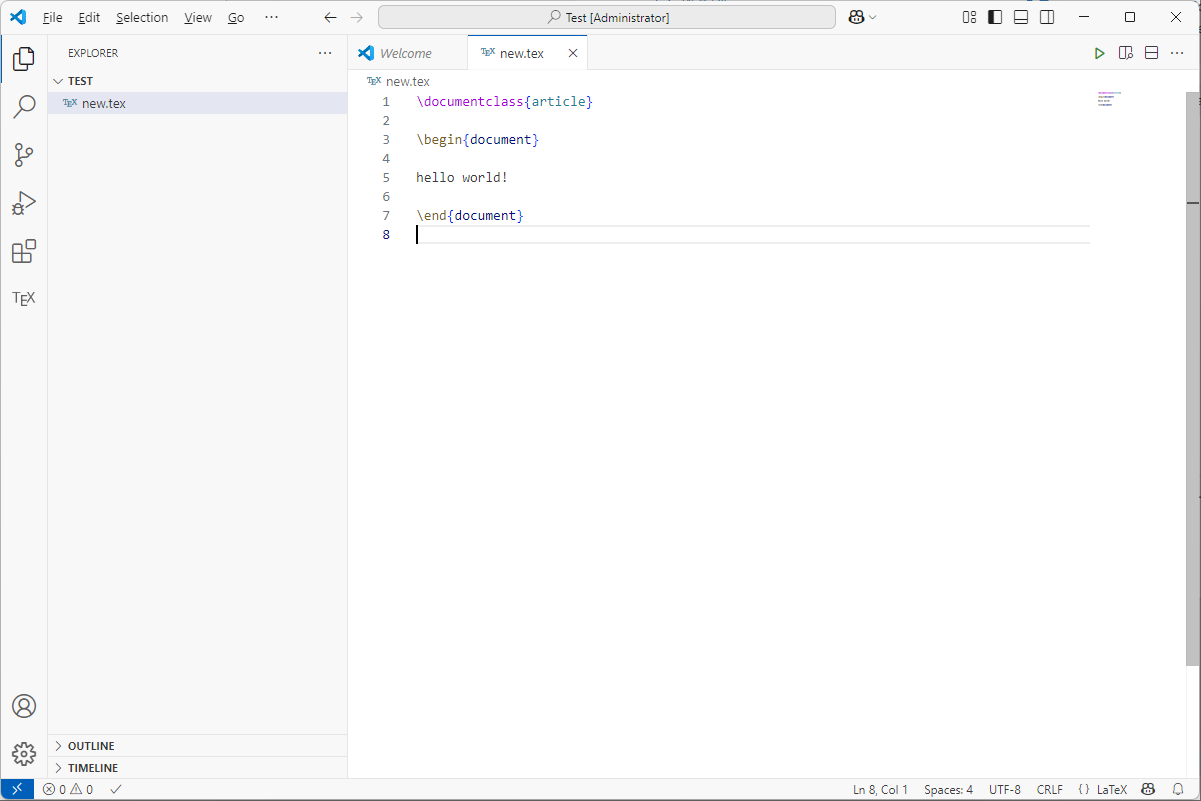 File Edit Selection View Go ··· Test [Administrator]
EXPLORER ···
TEST
TEX new.tex
TEX
OUTLINE
TIMELINE
Welcome TEX new.tex
TEX new.tex
1 \documentclass{article}
2
3 \begin{document}
4
5 hello world!
6
7 \end{document}
8
0 0 Ln 8, Col 1 Spaces: 4 UTF-8 CRLF {} LaTeX